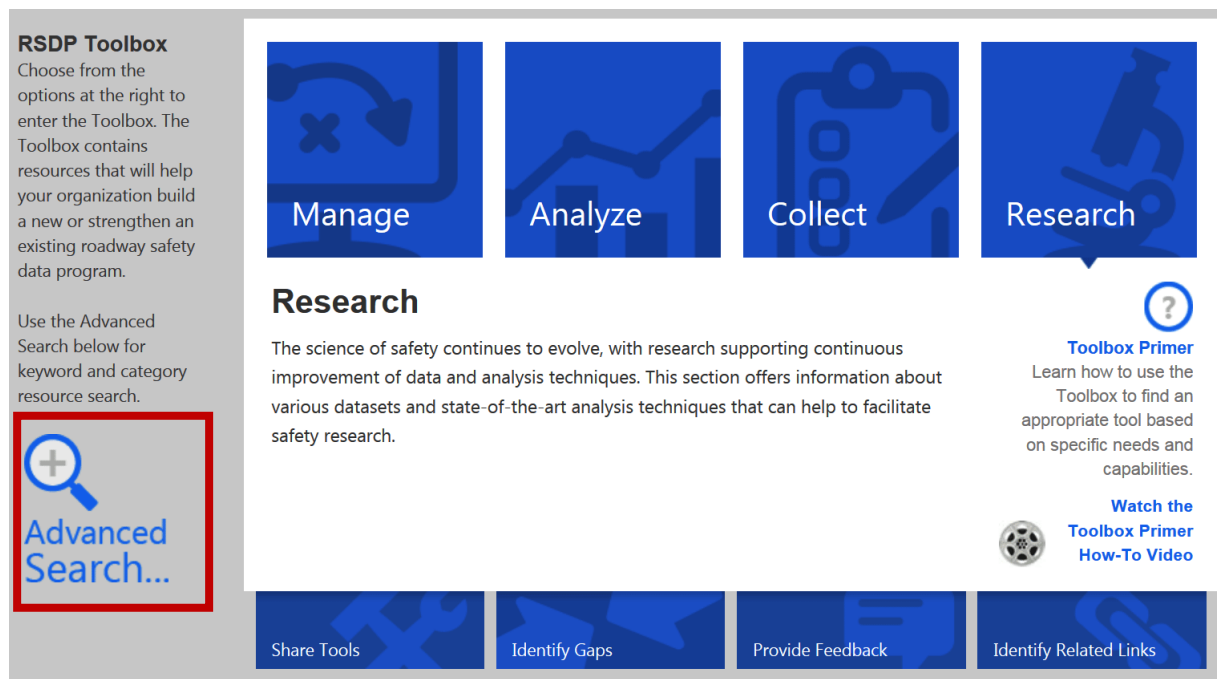 RSDP Toolbox
Choose from the
options at the right to
enter the Toolbox. The
Toolbox contains
resources that will help
your organization build
a new or strengthen an
existing roadway safety
data program.
Use the Advanced
Search below for
keyword and category
resource search.
Advanced
Search...
Manage
Analyze
Collect
Research
Research
The science of safety continues to evolve, with research supporting continuous
improvement of data and analysis techniques. This section offers information about
various datasets and state-of-the-art analysis techniques that can help to facilitate
safety research.
?
Toolbox Primer
Learn how to use the
Toolbox to find an
appropriate tool based
on specific needs and
capabilities.
Watch the
Toolbox Primer
How-To Video
Share Tools
Identify Gaps
Provide Feedback
Identify Related Links